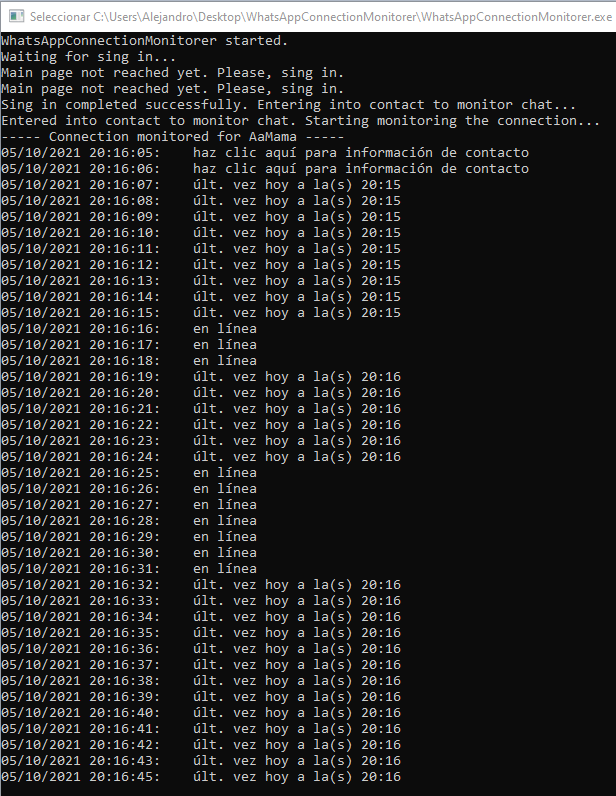 Seleccionar C:\Users\Alejandro\Desktop\WhatsAppConnectionMonitorer\WhatsAppConnectionMonitorer.exe
WhatsAppConnectionMonitorer started.
Waiting for sing in...
Main page not reached yet. Please, sing in.
Main page not reached yet. Please, sing in.
Sing in completed successfully. Entering into contact to monitor chat...
Entered into contact to monitor chat. Starting monitoring the connection...
----- Connection monitored for AaMama -----
05/10/2021 20:16:05:    haz clic aquí para información de contacto
05/10/2021 20:16:06:    haz clic aquí para información de contacto
05/10/2021 20:16:07:    últ. vez hoy a la(s) 20:15
05/10/2021 20:16:08:    últ. vez hoy a la(s) 20:15
05/10/2021 20:16:09:    últ. vez hoy a la(s) 20:15
05/10/2021 20:16:10:    últ. vez hoy a la(s) 20:15
05/10/2021 20:16:11:    últ. vez hoy a la(s) 20:15
05/10/2021 20:16:12:    últ. vez hoy a la(s) 20:15
05/10/2021 20:16:13:    últ. vez hoy a la(s) 20:15
05/10/2021 20:16:14:    últ. vez hoy a la(s) 20:15
05/10/2021 20:16:15:    últ. vez hoy a la(s) 20:15
05/10/2021 20:16:16:    en línea
05/10/2021 20:16:17:    en línea
05/10/2021 20:16:18:    en línea
05/10/2021 20:16:19:    últ. vez hoy a la(s) 20:16
05/10/2021 20:16:20:    últ. vez hoy a la(s) 20:16
05/10/2021 20:16:21:    últ. vez hoy a la(s) 20:16
05/10/2021 20:16:22:    últ. vez hoy a la(s) 20:16
05/10/2021 20:16:23:    últ. vez hoy a la(s) 20:16
05/10/2021 20:16:24:    últ. vez hoy a la(s) 20:16
05/10/2021 20:16:25:    en línea
05/10/2021 20:16:26:    en línea
05/10/2021 20:16:27:    en línea
05/10/2021 20:16:28:    en línea
05/10/2021 20:16:29:    en línea
05/10/2021 20:16:30:    en línea
05/10/2021 20:16:31:    en línea
05/10/2021 20:16:32:    últ. vez hoy a la(s) 20:16
05/10/2021 20:16:33:    últ. vez hoy a la(s) 20:16
05/10/2021 20:16:34:    últ. vez hoy a la(s) 20:16
05/10/2021 20:16:35:    últ. vez hoy a la(s) 20:16
05/10/2021 20:16:36:    últ. vez hoy a la(s) 20:16
05/10/2021 20:16:37:    últ. vez hoy a la(s) 20:16
05/10/2021 20:16:38:    últ. vez hoy a la(s) 20:16
05/10/2021 20:16:39:    últ. vez hoy a la(s) 20:16
05/10/2021 20:16:40:    últ. vez hoy a la(s) 20:16
05/10/2021 20:16:41:    últ. vez hoy a la(s) 20:16
05/10/2021 20:16:42:    últ. vez hoy a la(s) 20:16
05/10/2021 20:16:43:    últ. vez hoy a la(s) 20:16
05/10/2021 20:16:45:    últ. vez hoy a la(s) 20:16